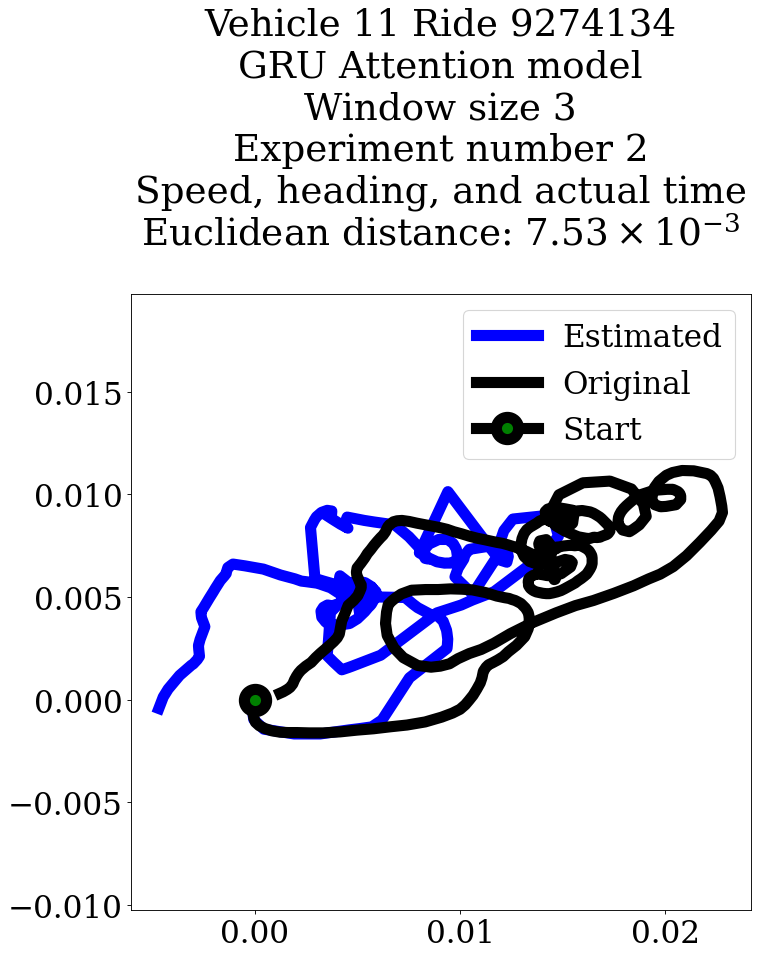 Vehicle 11 Ride 9274134
GRU Attention model
Window size 3
Experiment number 2
Speed, heading, and actual time
Euclidean distance: 7.53 × 10⁻³
Estimated
Original
Start
0.015
0.010
0.005
0.000
−0.005
−0.010
0.00 0.01 0.02